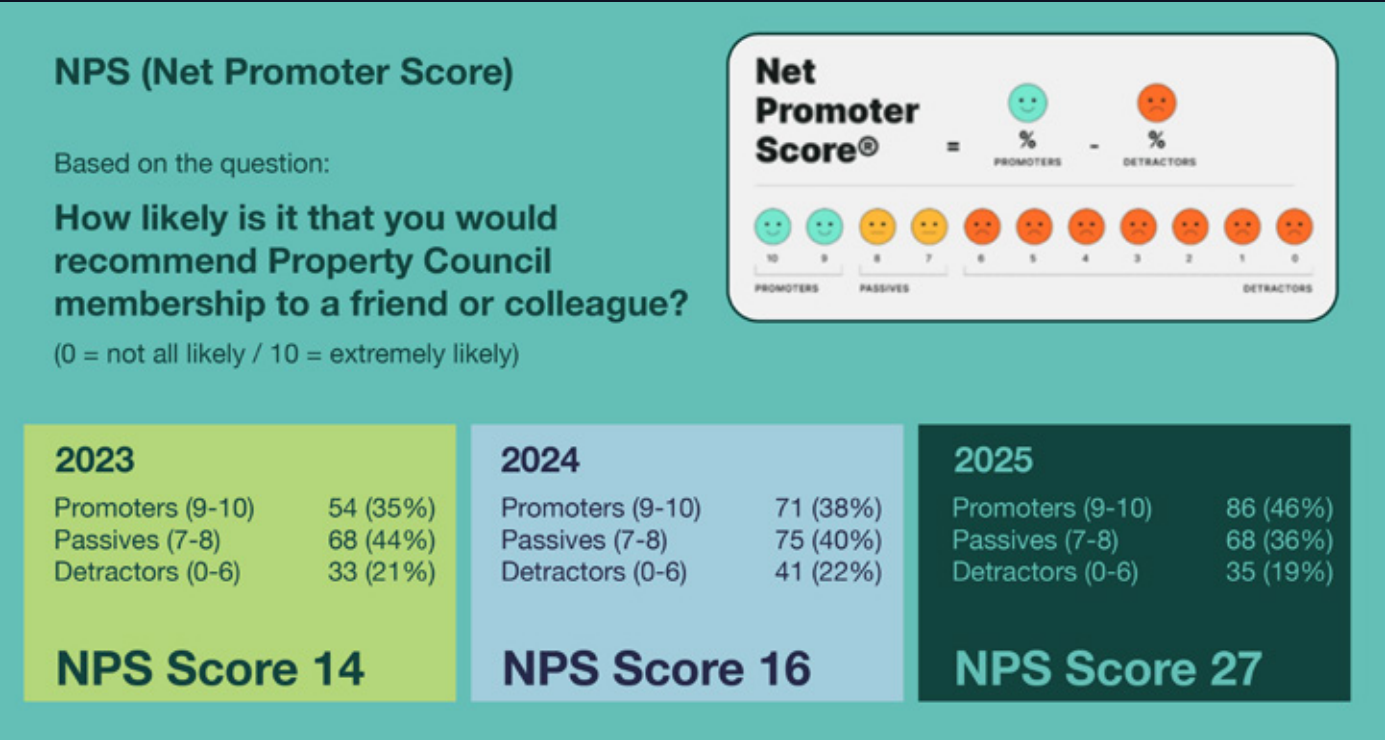 NPS (Net Promoter Score)
Based on the question:
How likely is it that you would
recommend Property Council
membership to a friend or colleague?
(0 = not all likely / 10 = extremely likely)
Net
Promoter
Score®
=
%
PROMOTERS
-
%
DETRACTORS
10 9 8 7 6 5 4 3 2 1 0
PROMOTERS PASSIVES DETRACTORS
2023
Promoters (9-10) 54 (35%)
Passives (7-8) 68 (44%)
Detractors (0-6) 33 (21%)
NPS Score 14
2024
Promoters (9-10) 71 (38%)
Passives (7-8) 75 (40%)
Detractors (0-6) 41 (22%)
NPS Score 16
2025
Promoters (9-10) 86 (46%)
Passives (7-8) 68 (36%)
Detractors (0-6) 35 (19%)
NPS Score 27